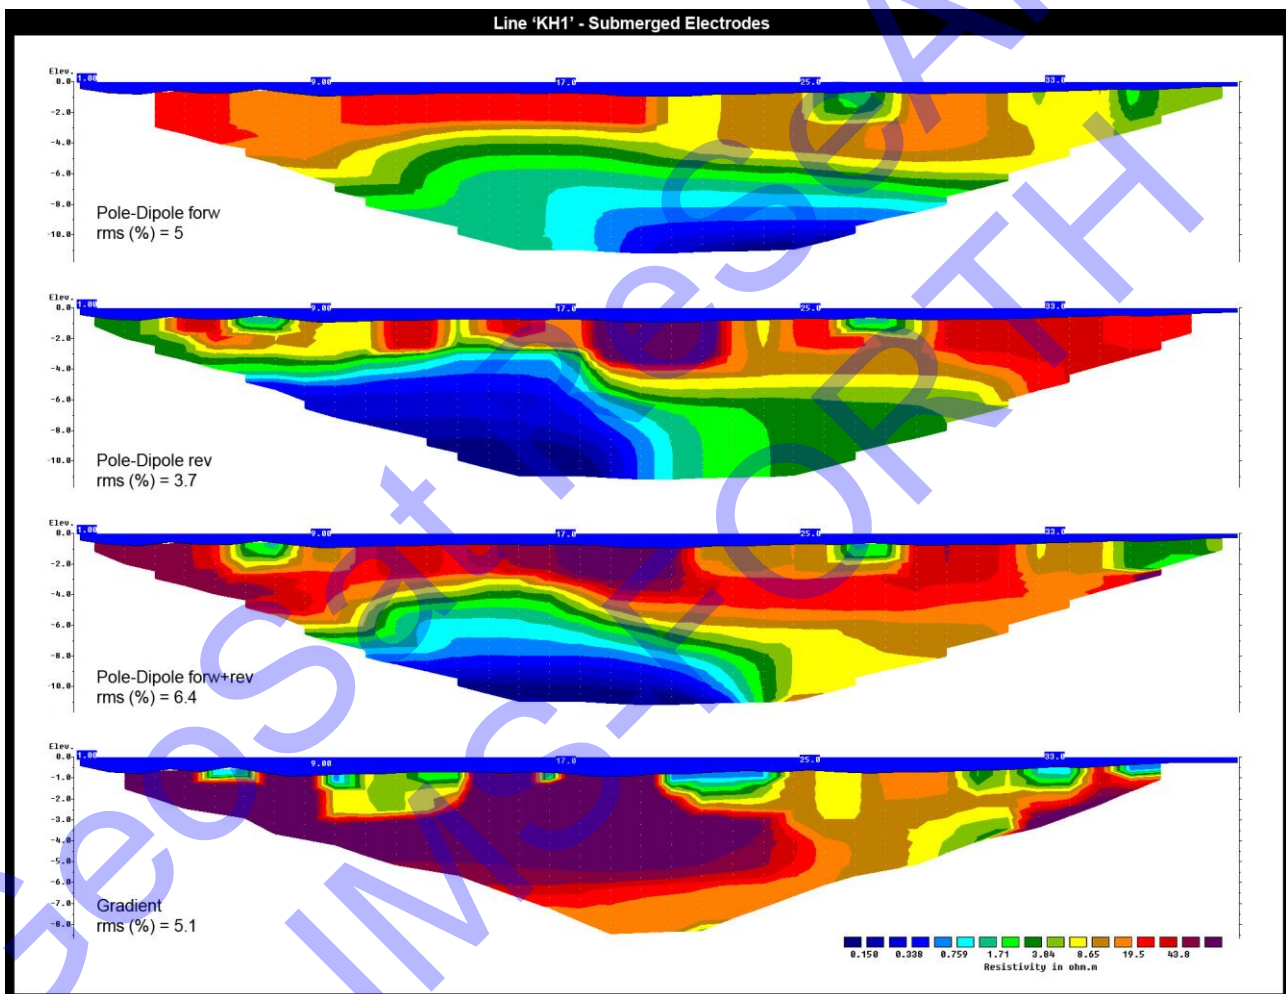 Line ‘KH1’ - Submerged Electrodes
Elev.
1.00 9.00 17.0 25.0 33.0
0.0
-2.0
-4.0
-6.0
-8.0
-10.0
Pole-Dipole forw
rms (%) = 5
Elev.
1.00 9.00 17.0 25.0 33.0
0.0
-2.0
-4.0
-6.0
-8.0
-10.0
Pole-Dipole rev
rms (%) = 3.7
Elev.
1.00 9.00 17.0 25.0 33.0
0.0
-2.0
-4.0
-6.0
-8.0
-10.0
Pole-Dipole forw+rev
rms (%) = 6.4
Elev.
1.00 9.00 17.0 25.0 33.0
0.0
-1.0
-2.0
-3.0
-4.0
-5.0
-6.0
-7.0
-8.0
Gradient
rms (%) = 5.1
0.150 0.338 0.759 1.71 3.84 8.65 19.5 43.8
Resistivity in ohm.m
GeoSat ReSeA
IMS-FORTH